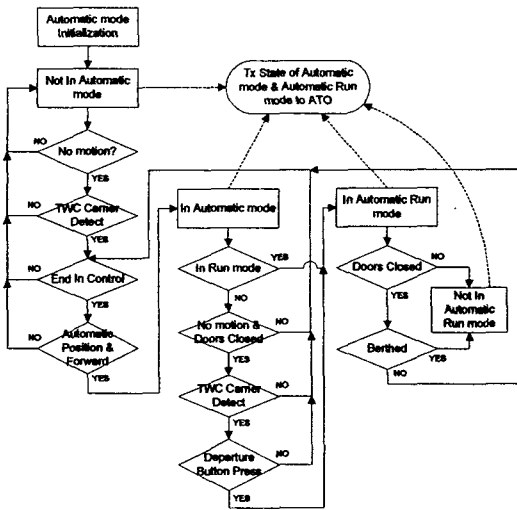 Automatic mode
Initialization
Not In Automatic
mode
Tx State of Automatic
mode & Automatic Run
mode to ATO
NO
No motion?
YES
NO
TWC Carrier
Detect
YES
NO
End In Control
YES
NO
Automatic
Position &
Forward
YES
In Automatic mode
In Run mode
YES
NO
No motion &
Doors Closed
NO
YES
TWC Carrier
Detect
NO
YES
Departure
Button Press
NO
YES
In Automatic Run
mode
Doors Closed
NO
YES
Not In
Automatic
Run mode
Berthed
YES
NO